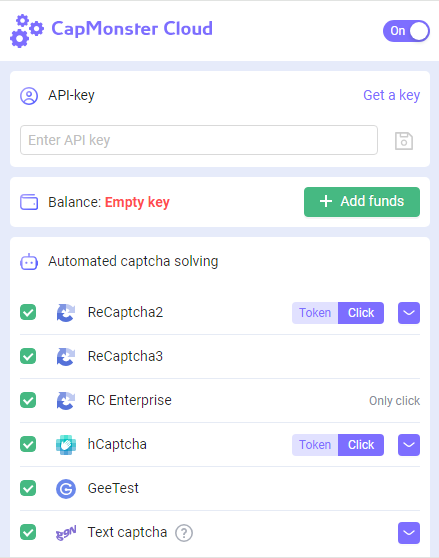 CapMonster Cloud On
API-key Get a key
Enter API key
Balance: Empty key + Add funds
Automated captcha solving
ReCaptcha2 Token Click
ReCaptcha3
RC Enterprise Only click
hCaptcha Token Click
G GeeTest
Text captcha ?